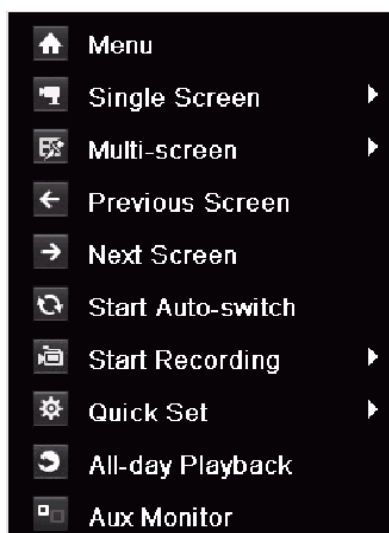 Menu
Single Screen
Multi-screen
Previous Screen
Next Screen
Start Auto-switch
Start Recording
Quick Set
All-day Playback
Aux Monitor